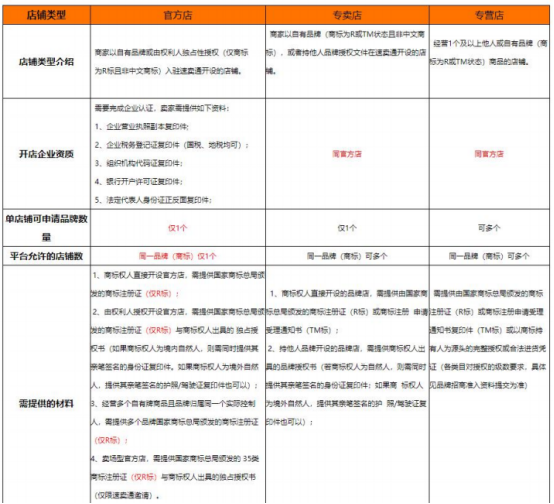 店铺类型 官方店 专卖店 专营店
店铺类型介绍
商家以自有品牌或由权利人独占性授权（仅商标
为R标且非中文商标）入驻速卖通开设的店铺。
商家以自有品牌（商标为R或TM状态且非中文商
标），或者持他人品牌授权文件在速卖通开设的店
铺。
经营1个及以上他人或自有品牌（商
标为R或TM状态）商品的店铺。
开店企业资质
需要完成企业认证，卖家需提供如下资料：
1、企业营业执照副本复印件；
2、企业税务登记证复印件（国税、地税均可）；
3、组织机构代码证复印件；
4、银行开户许可证复印件；
5、法定代表人身份证正反面复印件；
同官方店
同官方店
单店铺可申请品牌数
量
仅1个
仅1个
可多个
平台允许的店铺数
同一品牌（商标）仅1个
同一品牌（商标）可多个
同一品牌（商标）可多个
需提供的材料
1、商标权人直接开设官方店，需提供国家商标总局颁
发的商标注册证（仅R标）；
2、由权利人授权开设官方店，需提供国家商标总局颁
发的商标注册证（仅R标）与商标权人出具的 独占授
权书（如果商标权人为境内自然人，则需同时提供其
亲笔签名的身份证复印件。如果商标权人为境外自然
人，提供其亲笔签名的护照/驾驶证复印件也可以）；
3、经营多个自有牌商品且品牌归属同一个实际控制
人，需提供多个品牌国家商标总局颁发的商标注册证
（仅R标）；
4、卖场型官方店，需提供国家商标总局颁发的 35类
商标注册证（仅R标）与商标权人出具的独占授权书
（仅限速卖通邀请）。
1、商标权人直接开设的品牌店，需提供由国家商
标总局颁发的商标注册证（R标）或商标注册 申请
受理通知书（TM标）；
2、持他人品牌开设的品牌店，需提供商标权人出
具的品牌授权书（若商标权人为自然人，则需同时
提供其亲笔签名的身份证复印件；如果商 标权人
为境外自然人，提供其亲笔签名的护 照/驾驶证复
印件也可以）；
需提供由国家商标总局颁发的商标
注册证（R标）或商标注册申请受理
通知书复印件（TM标）或以商标持
有人为源头的完整授权或合法进货凭
证（各类目对授权的级数要求，具体
见品牌招商准入资料提交为准）